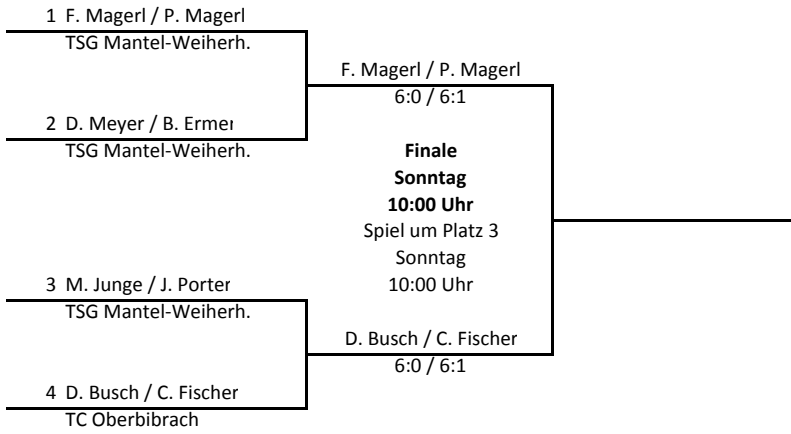 1 F. Magerl / P. Magerl
TSG Mantel-Weiherh.
F. Magerl / P. Magerl
6:0 / 6:1
2 D. Meyer / B. Ermer
TSG Mantel-Weiherh.
Finale
Sonntag
10:00 Uhr
Spiel um Platz 3
Sonntag
10:00 Uhr
3 M. Junge / J. Porter
TSG Mantel-Weiherh.
D. Busch / C. Fischer
6:0 / 6:1
4 D. Busch / C. Fischer
TC Oberbibrach